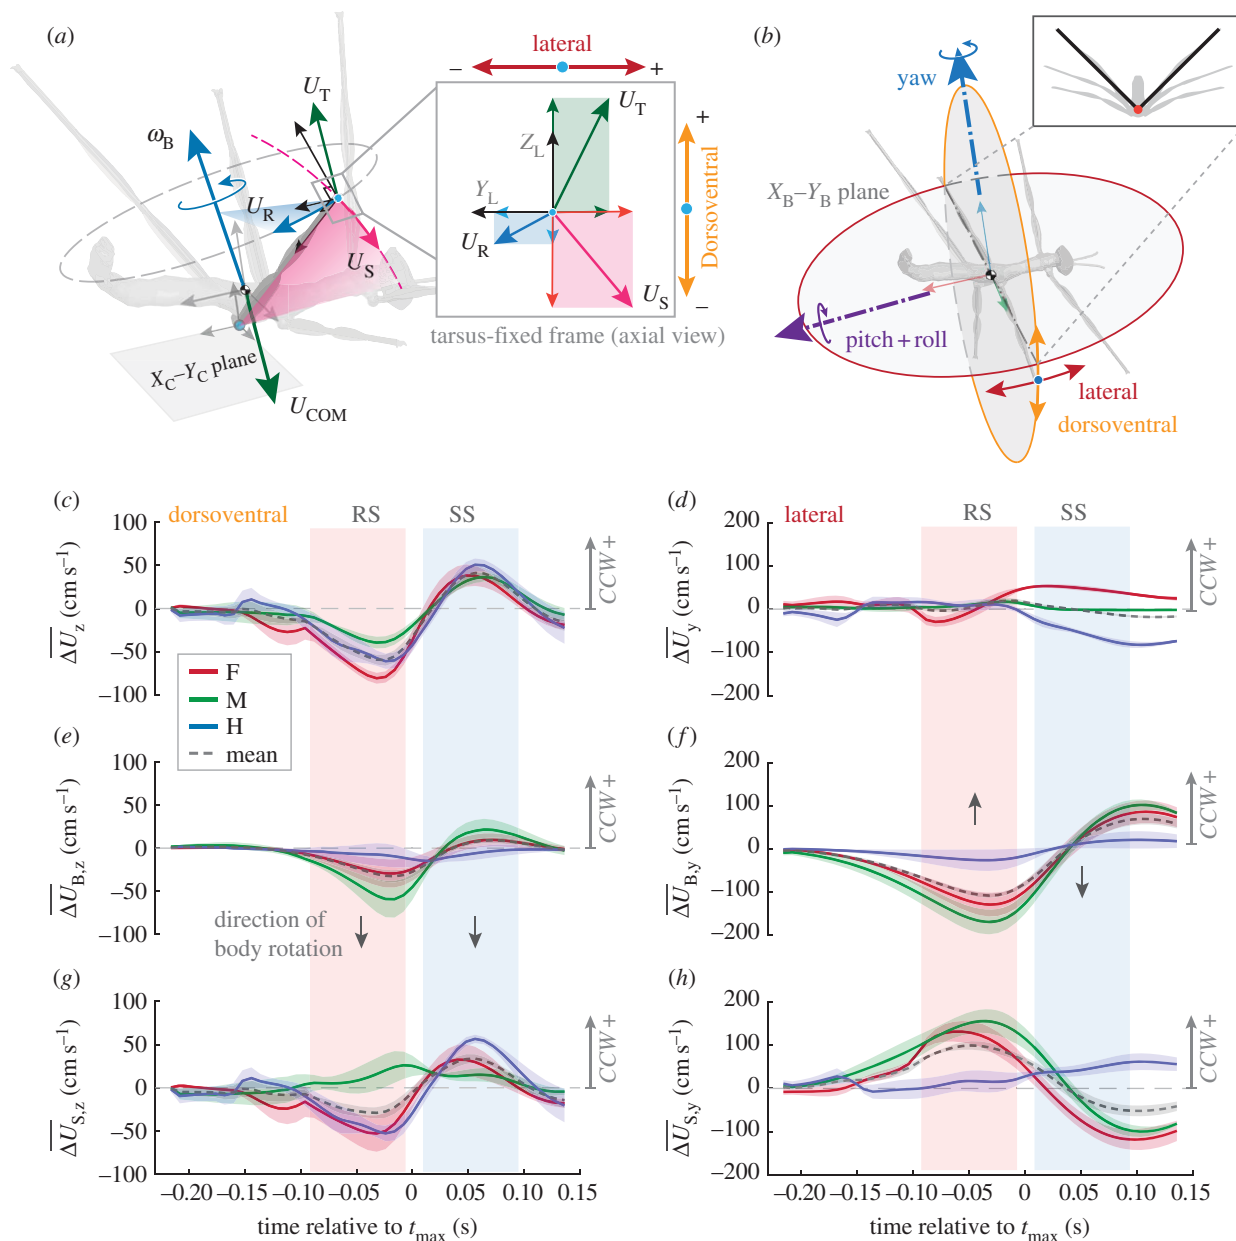 (a)
lateral
− +
U_T
ω_B
U_R
U_S
X_C–Y_C plane
U_COM
U_T
Z_L
Y_L
U_R
U_S
+
Dorsoventral
−
tarsus-fixed frame (axial view)
(b)
yaw
X_B–Y_B plane
pitch + roll
lateral
dorsoventral
(c)
dorsoventral RS SS
100
50
0
−50
−100
ΔU_z (cm s⁻¹)
CCW +
F
M
H
mean
(d)
lateral RS SS
200
100
0
−100
−200
ΔU_y (cm s⁻¹)
CCW +
(e)
100
50
0
−50
−100
ΔU_B,z (cm s⁻¹)
CCW +
direction of
body rotation
(f)
200
100
0
−100
−200
ΔU_B,y (cm s⁻¹)
CCW +
(g)
100
50
0
−50
−100
ΔU_S,z (cm s⁻¹)
CCW +
−0.20 −0.15 −0.10 −0.05 0 0.05 0.10 0.15
time relative to t_max (s)
(h)
200
100
0
−100
−200
ΔU_S,y (cm s⁻¹)
CCW +
−0.20 −0.15 −0.10 −0.05 0 0.05 0.10 0.15
time relative to t_max (s)